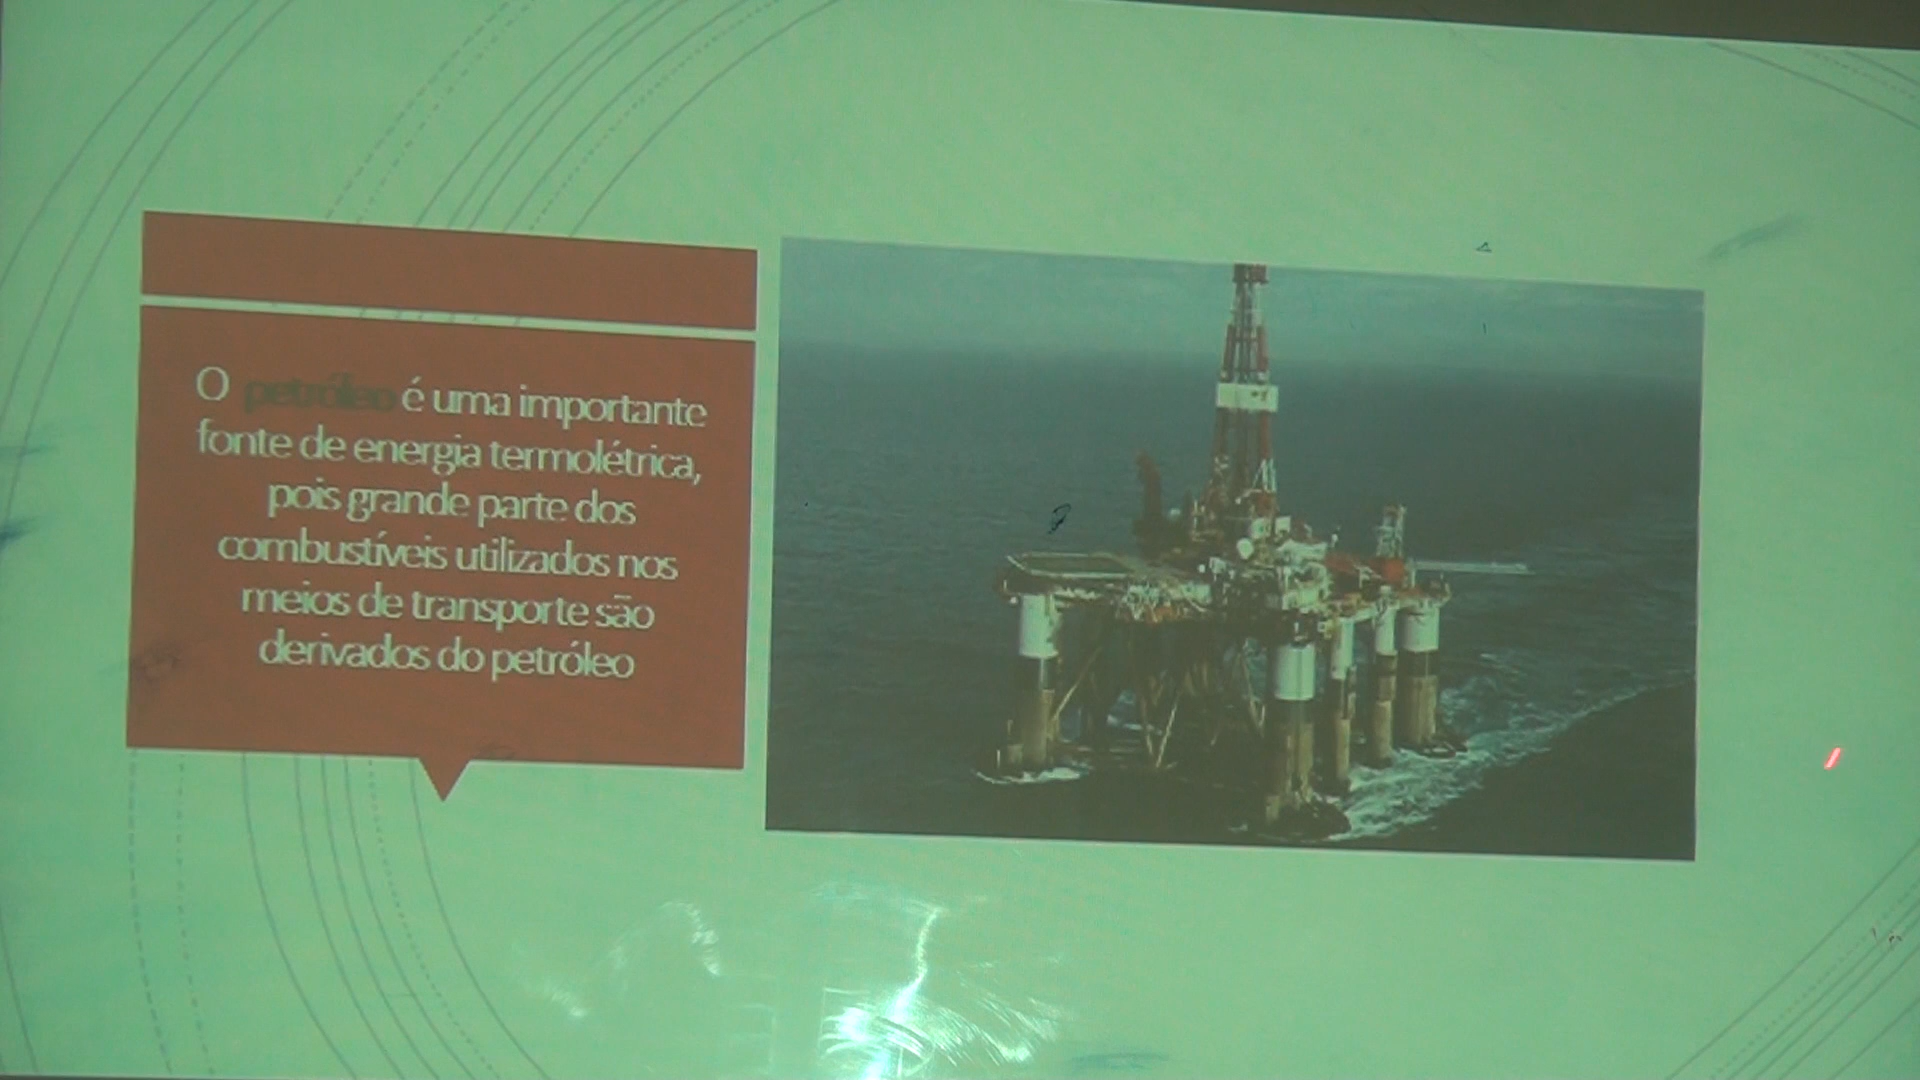 O petróleo é uma importante
fonte de energia termolétrica,
pois grande parte dos
combustíveis utilizados nos
meios de transporte são
derivados do petróleo